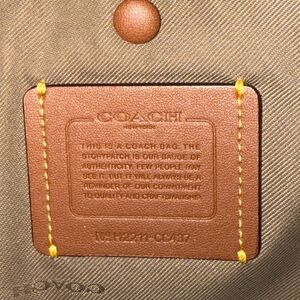 COACH
NEW YORK
THIS IS A COACH BAG. THE
STORYPATCH IS OUR BADGE OF
AUTHENTICITY. FEW PEOPLE MAY
SEE IT, BUT IT WILL ALWAYS BE A
REMINDER OF OUR COMMITMENT
TO QUALITY AND CRAFTSMANSHIP.
COACH